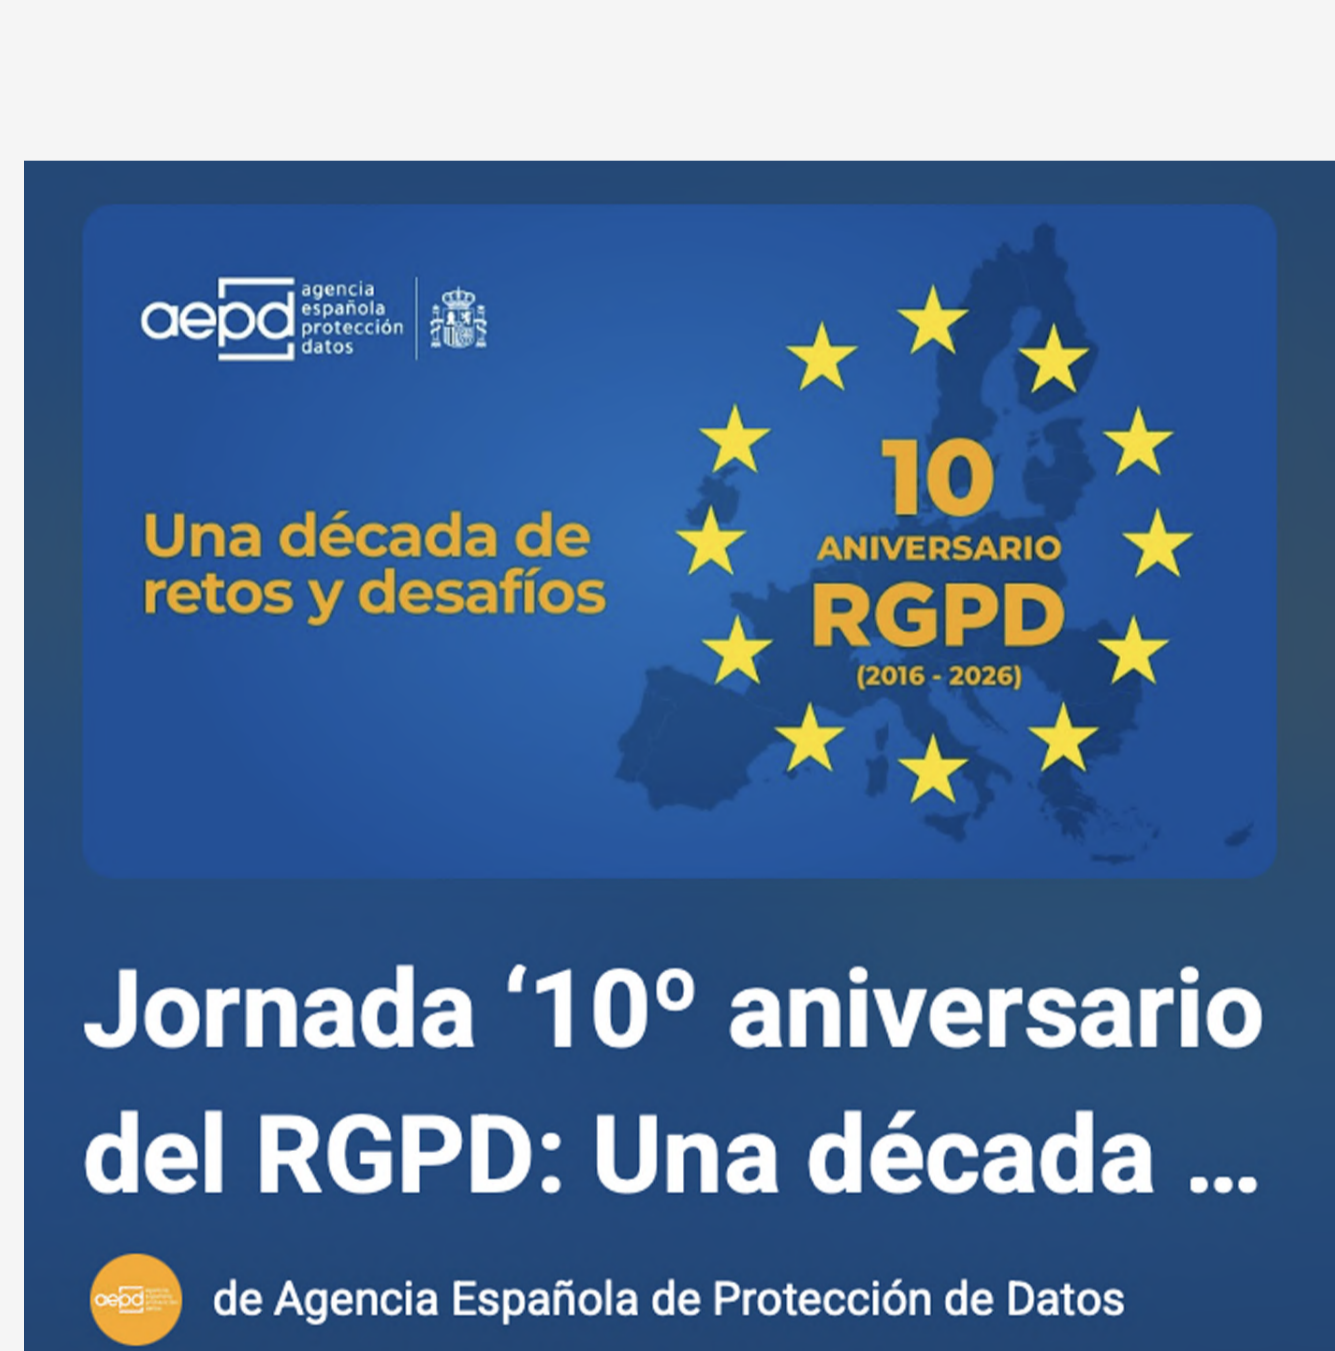 aepd
agencia
española
protección
datos
Una década de
retos y desafíos
10
ANIVERSARIO
RGPD
(2016 - 2026)
Jornada ‘10º aniversario
del RGPD: Una década ...
aepd
de Agencia Española de Protección de Datos